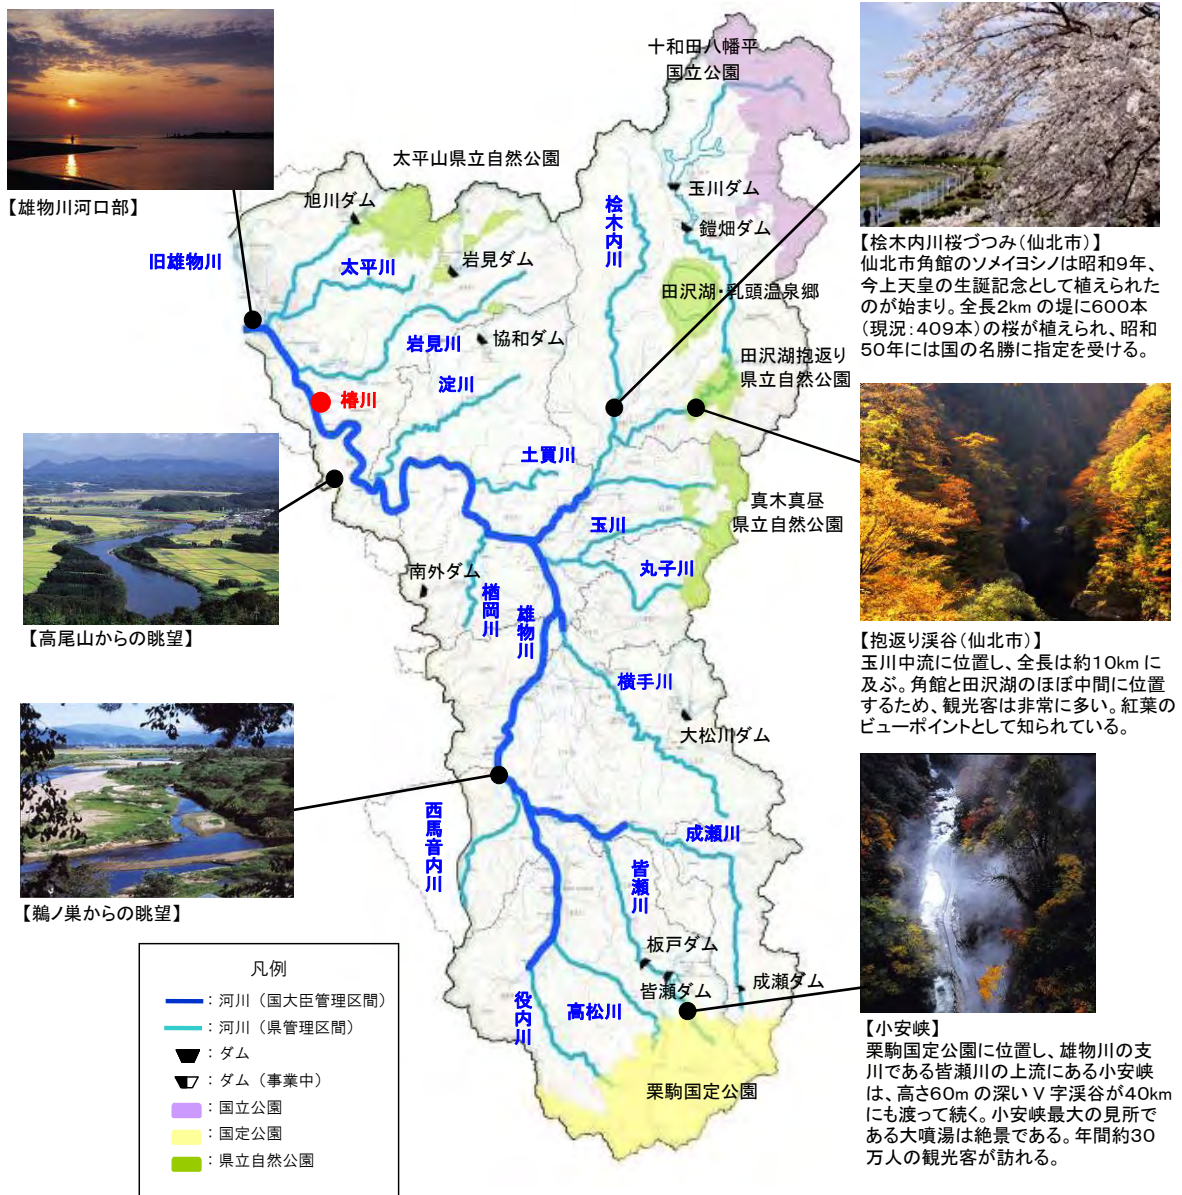 【雄物川河口部】
【高尾山からの眺望】
【鵜ノ巣からの眺望】
十和田八幡平
国立公園
太平山県立自然公園
旭川ダム
玉川ダム
鎧畑ダム
桧木内川
旧雄物川
太平川
岩見ダム
田沢湖・乳頭温泉郷
岩見川
協和ダム
淀川
田沢湖抱返り
県立自然公園
椿川
土買川
真木真昼
県立自然公園
玉川
丸子川
南外ダム
楢岡川
雄物川
横手川
大松川ダム
西馬音内川
成瀬川
皆瀬川
板戸ダム
皆瀬ダム
成瀬ダム
役内川
高松川
栗駒国定公園
【桧木内川桜づつみ(仙北市)】
仙北市角館のソメイヨシノは昭和9年、
今上天皇の生誕記念として植えられた
のが始まり。全長2kmの堤に600本
(現況:409本)の桜が植えられ、昭和
50年には国の名勝に指定を受ける。
【抱返り渓谷(仙北市)】
玉川中流に位置し、全長は約10kmに
及ぶ。角館と田沢湖のほぼ中間に位置
するため、観光客は非常に多い。紅葉の
ビューポイントとして知られている。
【小安峡】
栗駒国定公園に位置し、雄物川の支
川である皆瀬川の上流にある小安峡
は、高さ60mの深いV字渓谷が40km
にも渡って続く。小安峡最大の見所で
ある大噴湯は絶景である。年間約30
万人の観光客が訪れる。
凡例
:河川(国大臣管理区間)
:河川(県管理区間)
:ダム
:ダム(事業中)
:国立公園
:国定公園
:県立自然公園